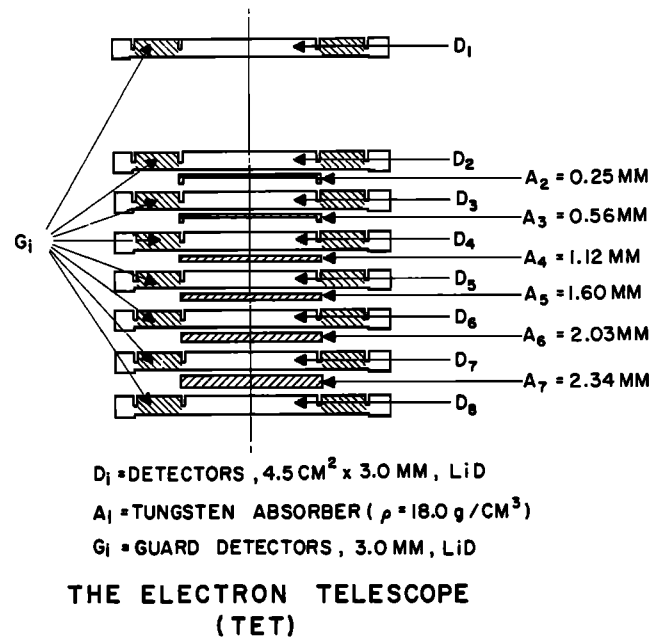 D1
D2
A2 = 0.25 MM
D3
A3 = 0.56 MM
Gi
D4
A4 = 1.12 MM
D5
A5 = 1.60 MM
D6
A6 = 2.03 MM
D7
A7 = 2.34 MM
D8
Di = DETECTORS , 4.5 CM² x 3.0 MM, LiD
Ai = TUNGSTEN ABSORBER ( ρ = 18.0 g/CM³)
Gi = GUARD DETECTORS, 3.0 MM, LiD
THE ELECTRON TELESCOPE
(TET)